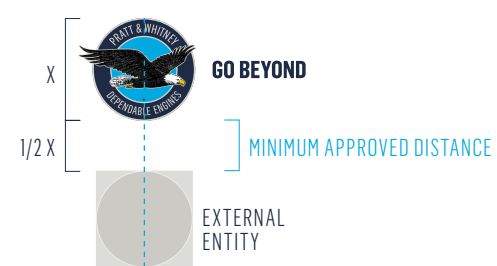 PRATT & WHITNEY
DEPENDABLE ENGINES
X
GO BEYOND
1/2 X
MINIMUM APPROVED DISTANCE
EXTERNAL
ENTITY